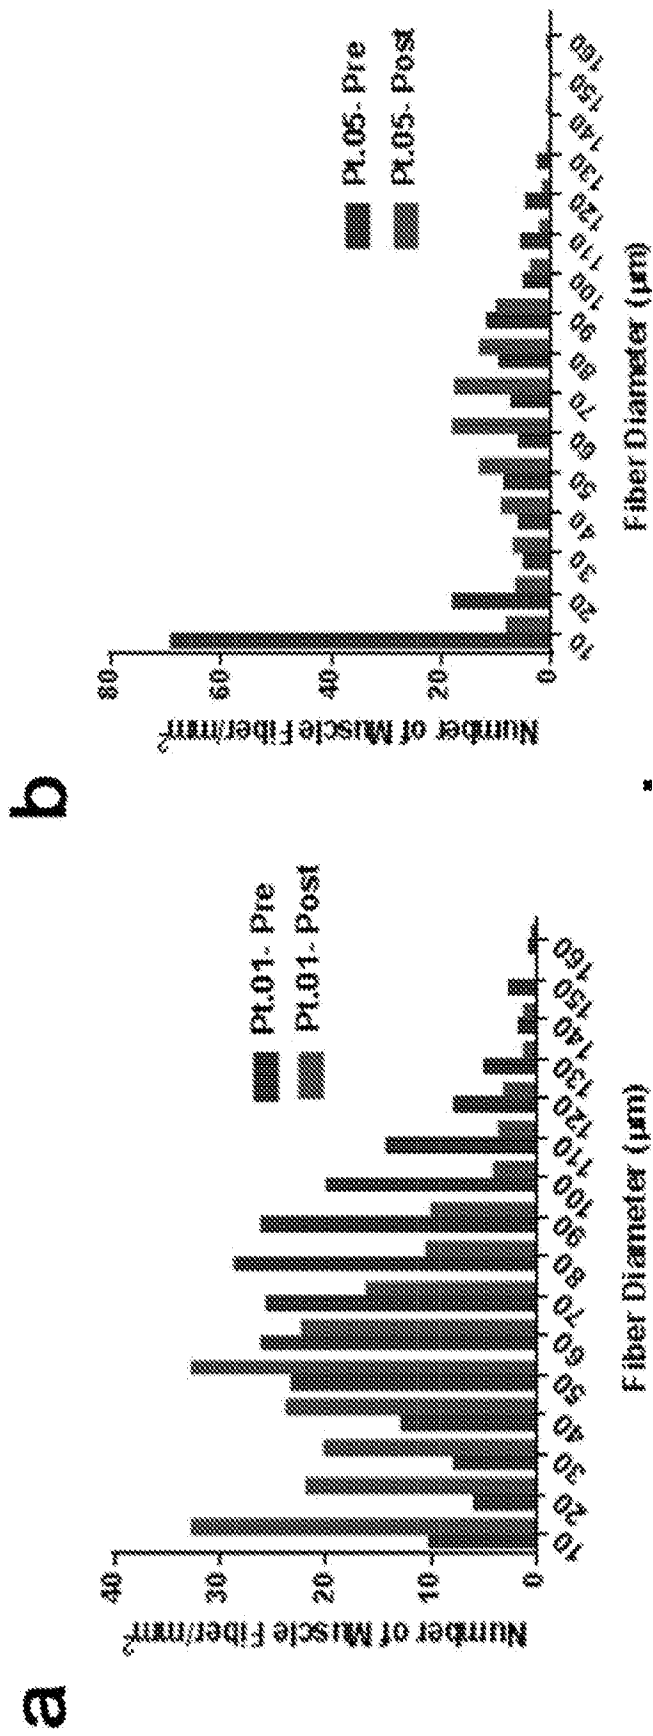 a
Number of Muscle Fiber/mm²
40
30
20
10
0
Pt.01- Pre
Pt.01- Post
10 20 30 40 50 60 70 80 90 100 110 120 130 140 150 160
Fiber Diameter (µm)
b
Number of Muscle Fiber/mm²
80
60
40
20
0
Pt.05- Pre
Pt.05- Post
10 20 30 40 50 60 70 80 90 100 110 120 130 140 150 160
Fiber Diameter (µm)